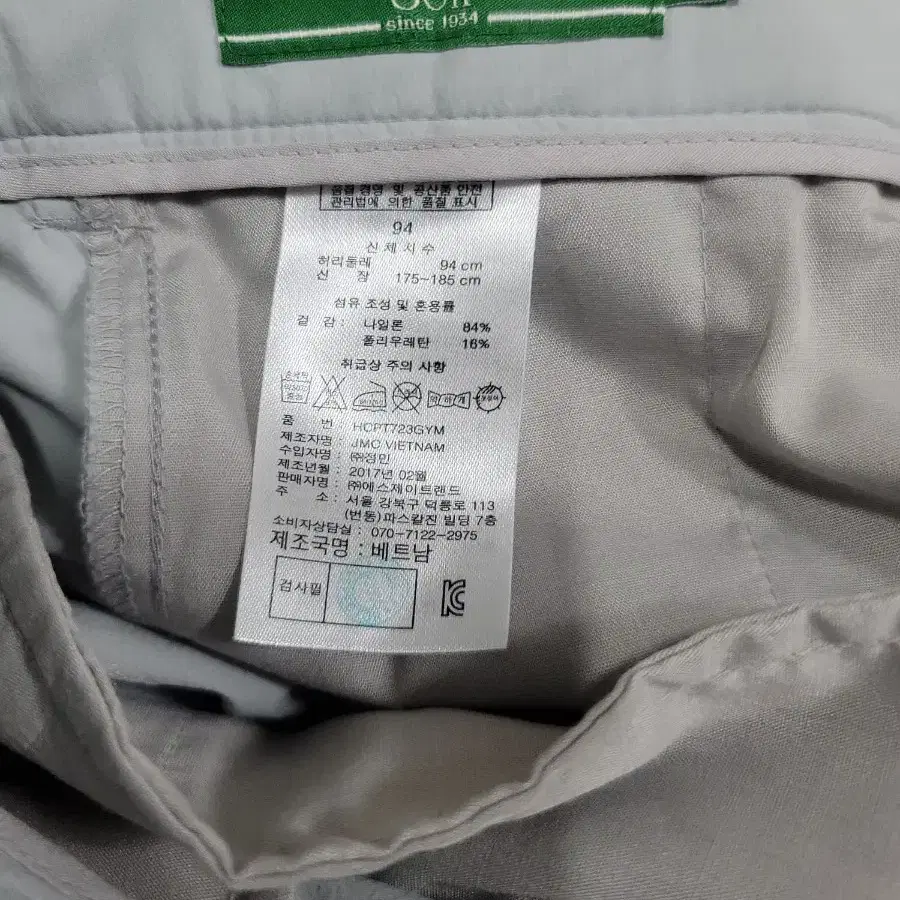 since 1934
품질 경영 및 공산품 안전
관리법에 의한 품질 표시
94
신 체 치 수
허리둘레 94 cm
신 장 175~185 cm
섬유 조성 및 혼용률
겉 감 : 나일론 84%
폴리우레탄 16%
취급상 주의 사항
품 번 : HCPT723GYM
제조자명 : JMC VIETNAM
수입자명 : ㈜정민
제조년월 : 2017년 02월
판매자명 : ㈜에스제이트랜드
주 소 : 서울 강북구 덕릉로 113
(번동)파스칼진 빌딩 7층
소비자상담실 : 070-7122-2975
제조국명 : 베트남
검사필